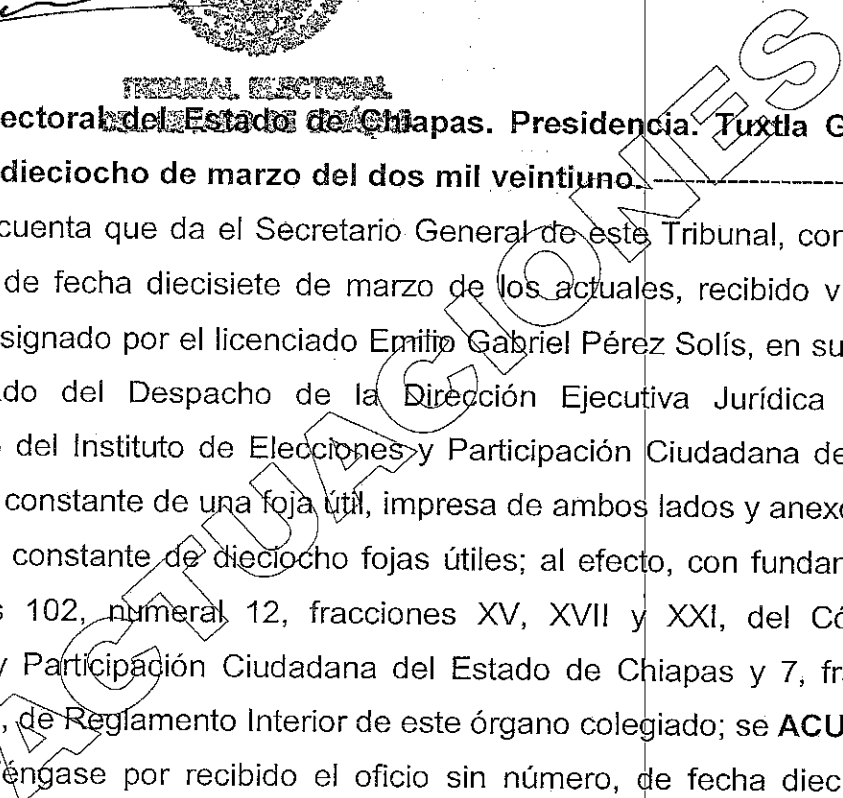 TRIBUNAL ELECTORAL
ectoral del Estado de Chiapas. Presidencia. Tuxtla G
dieciocho de marzo del dos mil veintiuno.--------------------
cuenta que da el Secretario General de este Tribunal, con
de fecha diecisiete de marzo de los actuales, recibido v
signado por el licenciado Emilio Gabriel Pérez Solís, en su
do del Despacho de la Dirección Ejecutiva Jurídica
del Instituto de Elecciones y Participación Ciudadana de
constante de una foja útil, impresa de ambos lados y anexo
constante de dieciocho fojas útiles; al efecto, con fundar
s 102, numeral 12, fracciones XV, XVII y XXI, del Có
y Participación Ciudadana del Estado de Chiapas y 7, fr
, de Reglamento Interior de este órgano colegiado; se ACU
éngase por recibido el oficio sin número, de fecha diec
ACTUACIONES